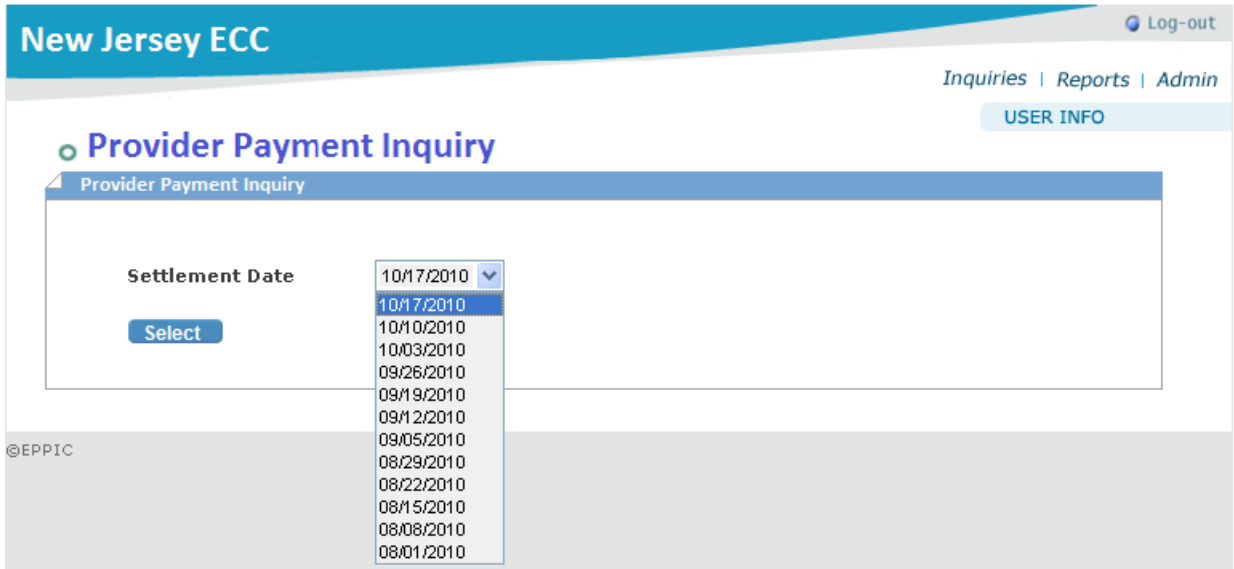 New Jersey ECC
Log-out
Inquiries | Reports | Admin
USER INFO
Provider Payment Inquiry
Provider Payment Inquiry
Settlement Date 10/17/2010
10/17/2010
Select
10/10/2010
10/03/2010
09/26/2010
09/19/2010
09/12/2010
09/05/2010
08/29/2010
08/22/2010
08/15/2010
08/08/2010
08/01/2010
©EPPIC